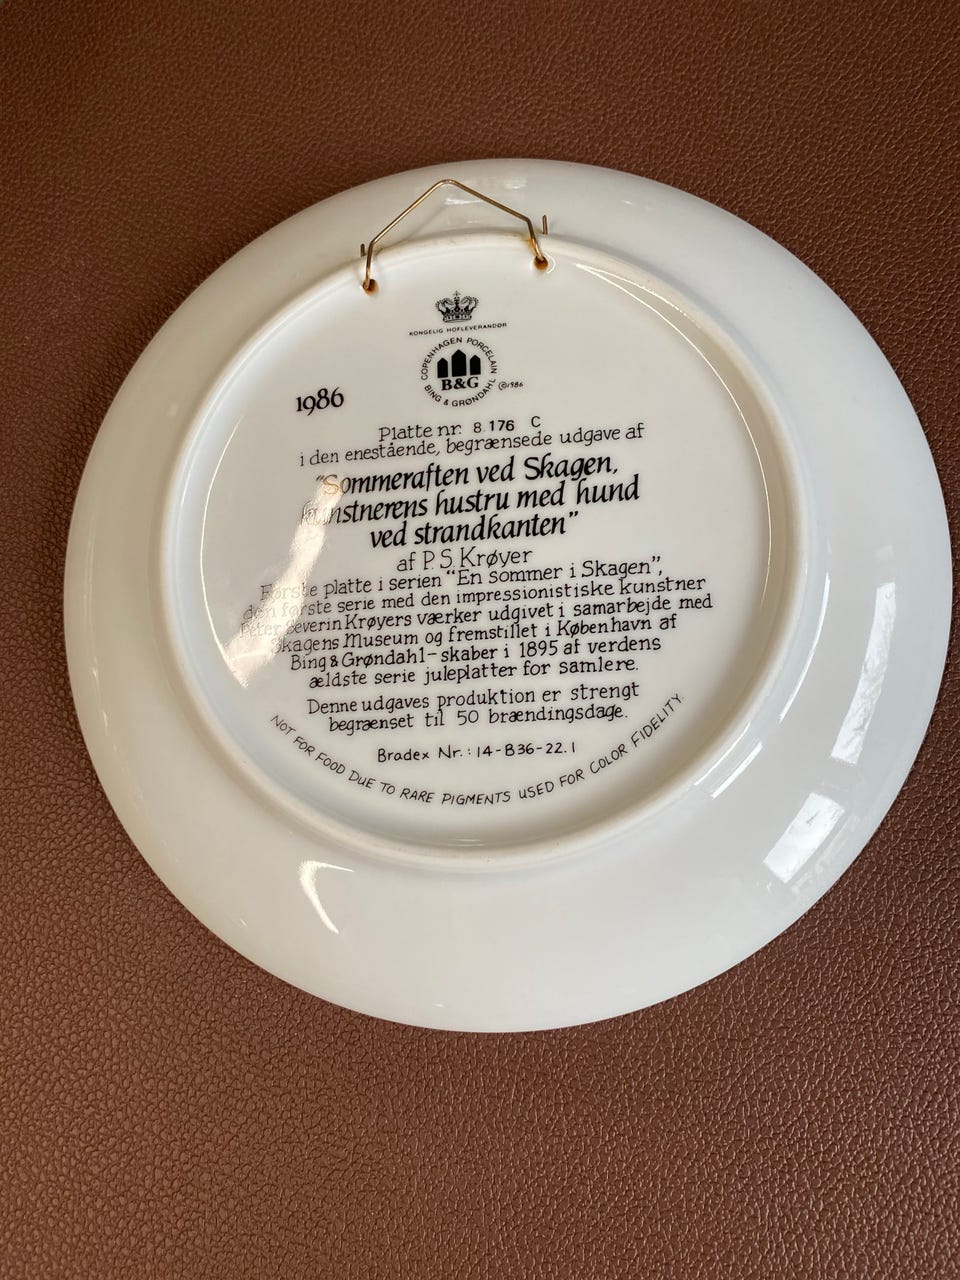 KONGELIG HOFLEVERANDØR
COPENHAGEN PORCELAIN
B&G
BING & GRØNDAHL
©1986
1986
Platte nr. 8.176 C
i den enestående, begrænsede udgave af
"Sommeraften ved Skagen,
kunstnerens hustru med hund
ved strandkanten"
af P.S. Krøyer
Første platte i serien "En sommer i Skagen",
den første serie med den impressionistiske kunstner
Peter Severin Krøyers værker udgivet i samarbejde med
Skagens Museum og fremstillet i København af
Bing & Grøndahl-skaber i 1895 af verdens
ældste serie juleplatter for samlere.
Denne udgaves produktion er strengt
begrænset til 50 brændingsdage.
Bradex Nr.: 14-B36-22.1
NOT FOR FOOD DUE TO RARE PIGMENTS USED FOR COLOR FIDELITY.